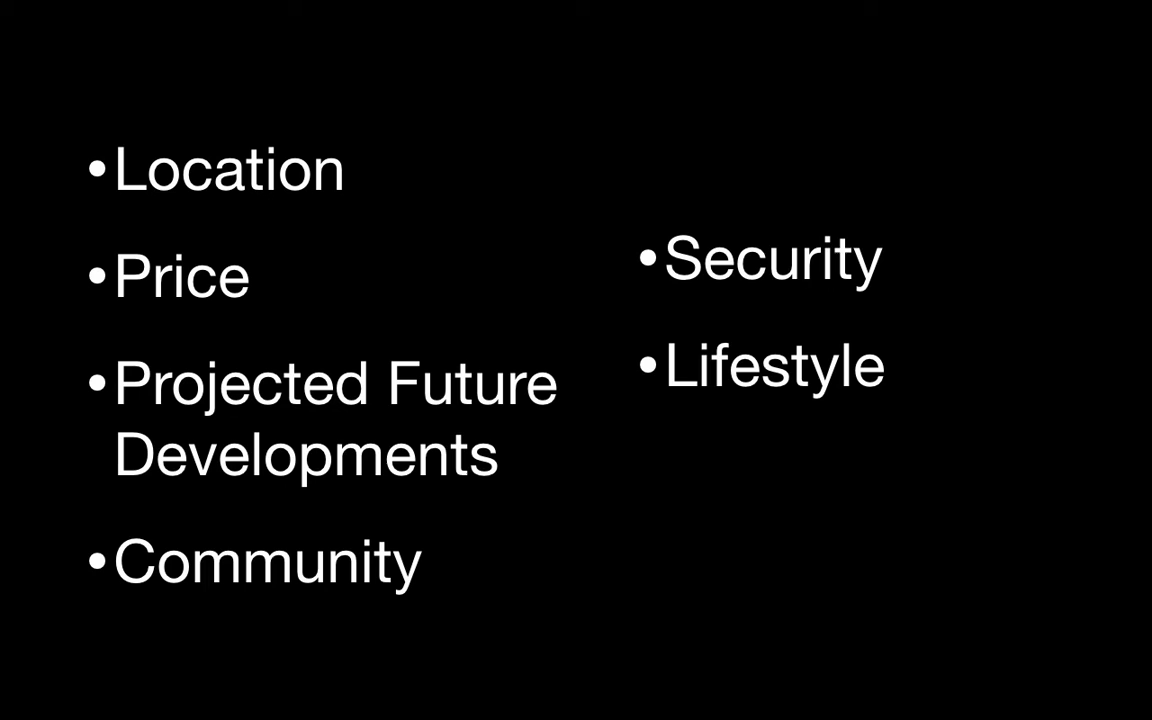 •Location
•Price
•Projected Future
Developments
•Community
•Security
•Lifestyle